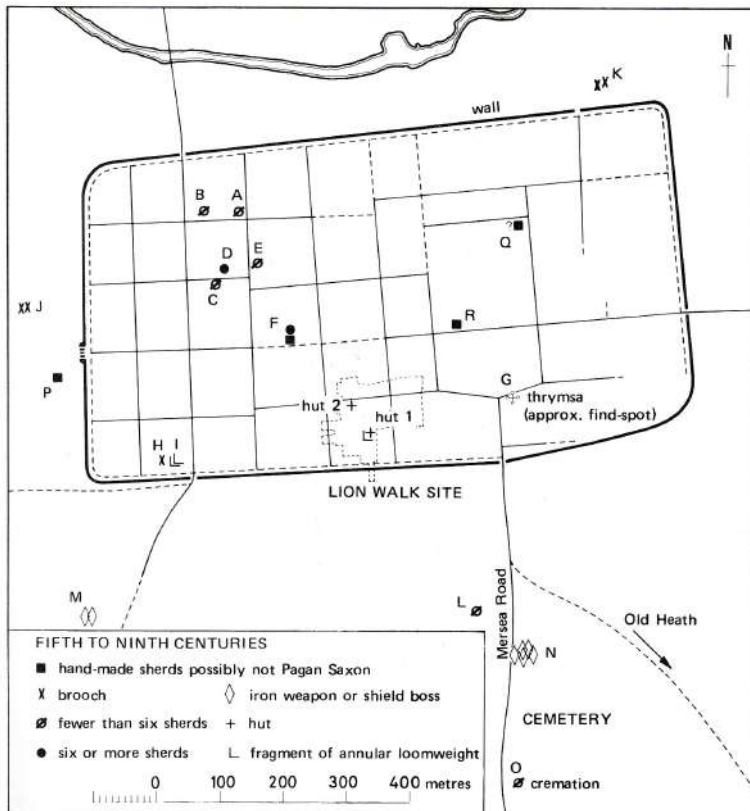 N
K
wall
B A
D E
C
Q
J
F
R
P
G
hut 2
hut 1
thrymsa
(approx. find-spot)
H I
LION WALK SITE
M
L
Mersea Road
Old Heath
N
CEMETERY
O
cremation
FIFTH TO NINTH CENTURIES
hand-made sherds possibly not Pagan Saxon
brooch
iron weapon or shield boss
fewer than six sherds
hut
six or more sherds
fragment of annular loomweight
0 100 200 300 400 metres